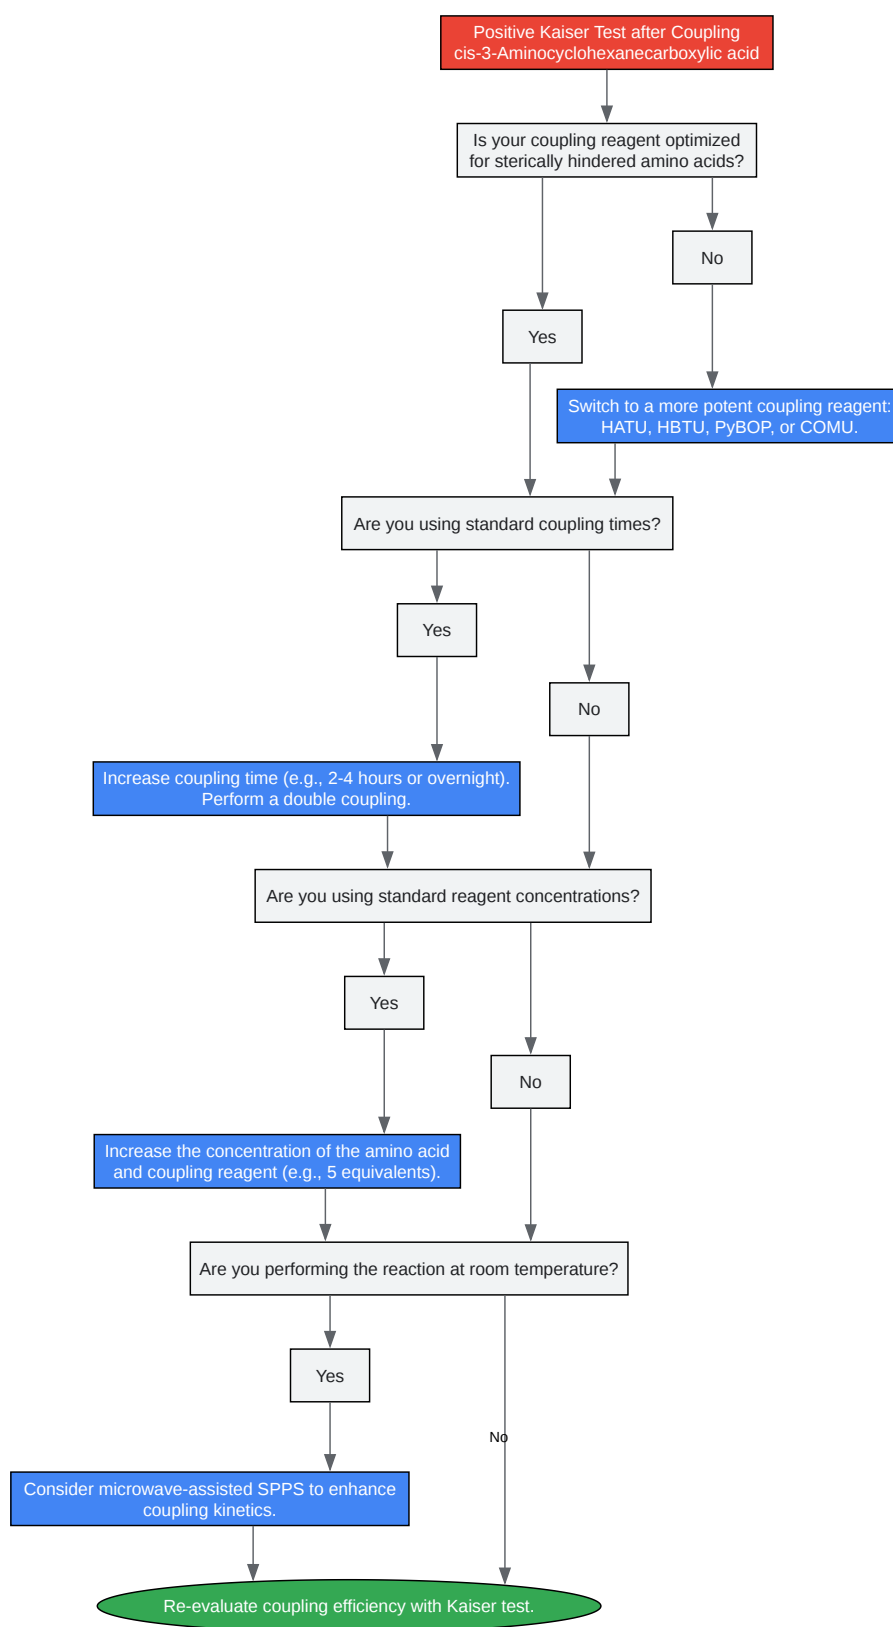 Positive Kaiser Test after Coupling
cis-3-Aminocyclohexanecarboxylic acid
Is your coupling reagent optimized
for sterically hindered amino acids?
No
Yes
Switch to a more potent coupling reagent:
HATU, HBTU, PyBOP, or COMU.
Are you using standard coupling times?
Yes
No
Increase coupling time (e.g., 2-4 hours or overnight).
Perform a double coupling.
Are you using standard reagent concentrations?
Yes
No
Increase the concentration of the amino acid
and coupling reagent (e.g., 5 equivalents).
Are you performing the reaction at room temperature?
Yes
No
Consider microwave-assisted SPPS to enhance
coupling kinetics.
Re-evaluate coupling efficiency with Kaiser test.